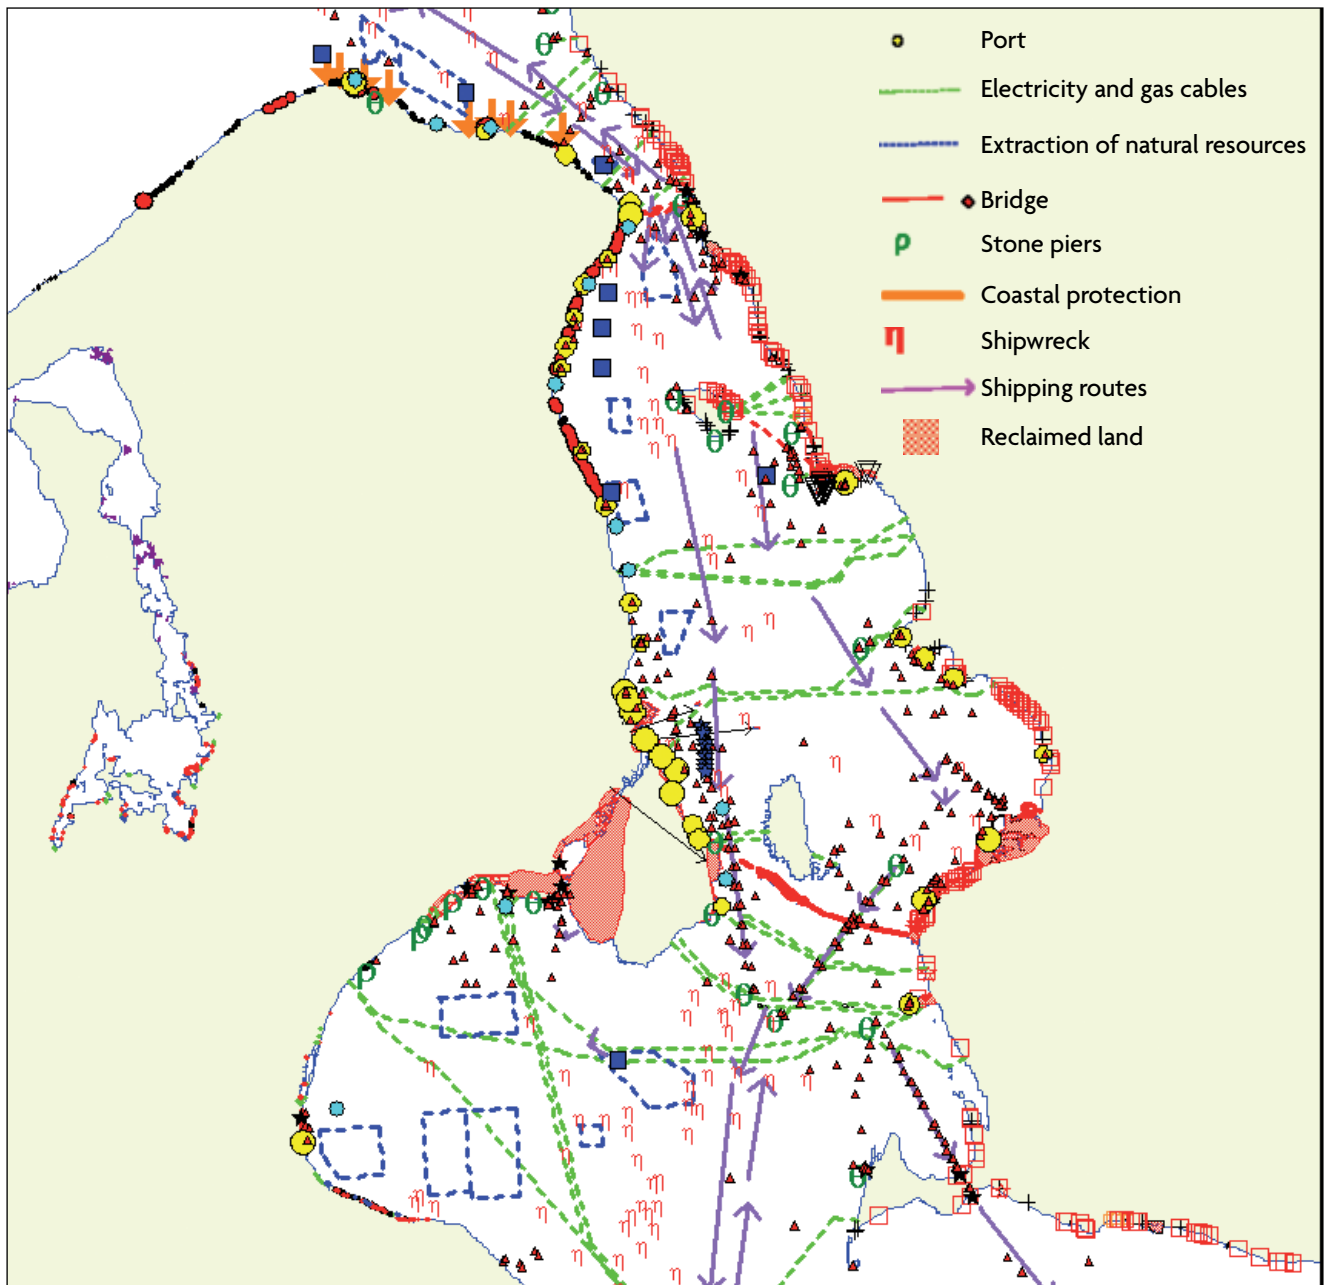 Port
Electricity and gas cables
Extraction of natural resources
Bridge
Stone piers
Coastal protection
Shipwreck
Shipping routes
Reclaimed land